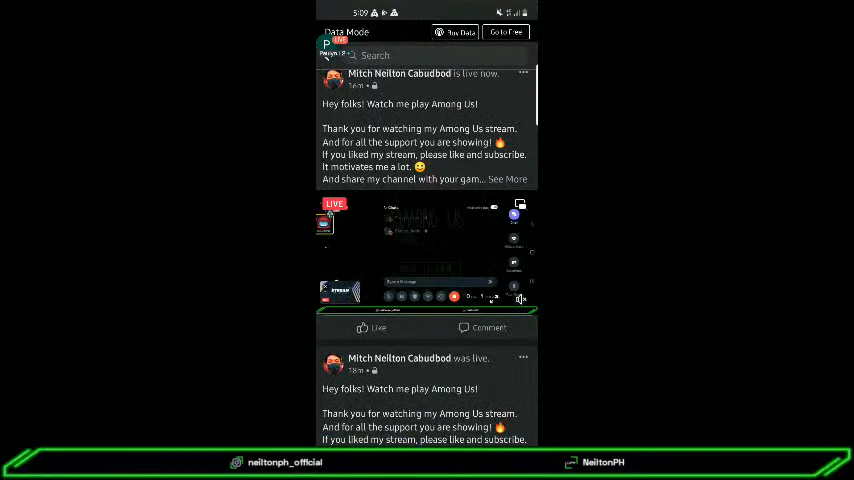 5:09
Data Mode
Buy Data
Go to Free
P
LIVE
Search
Mitch Neilton Cabudbod is live now.
16m
Hey folks! Watch me play Among Us!
Thank you for watching my Among Us stream.
And for all the support you are showing! 🔥
If you liked my stream, please like and subscribe.
It motivates me a lot. 😀
And share my channel with your gam... See More
LIVE
Type a Message
STREAM
Like
Comment
Mitch Neilton Cabudbod was live.
18m
Hey folks! Watch me play Among Us!
Thank you for watching my Among Us stream.
And for all the support you are showing! 🔥
If you liked my stream, please like and subscribe.
neiltonph_official
NeiltonPH